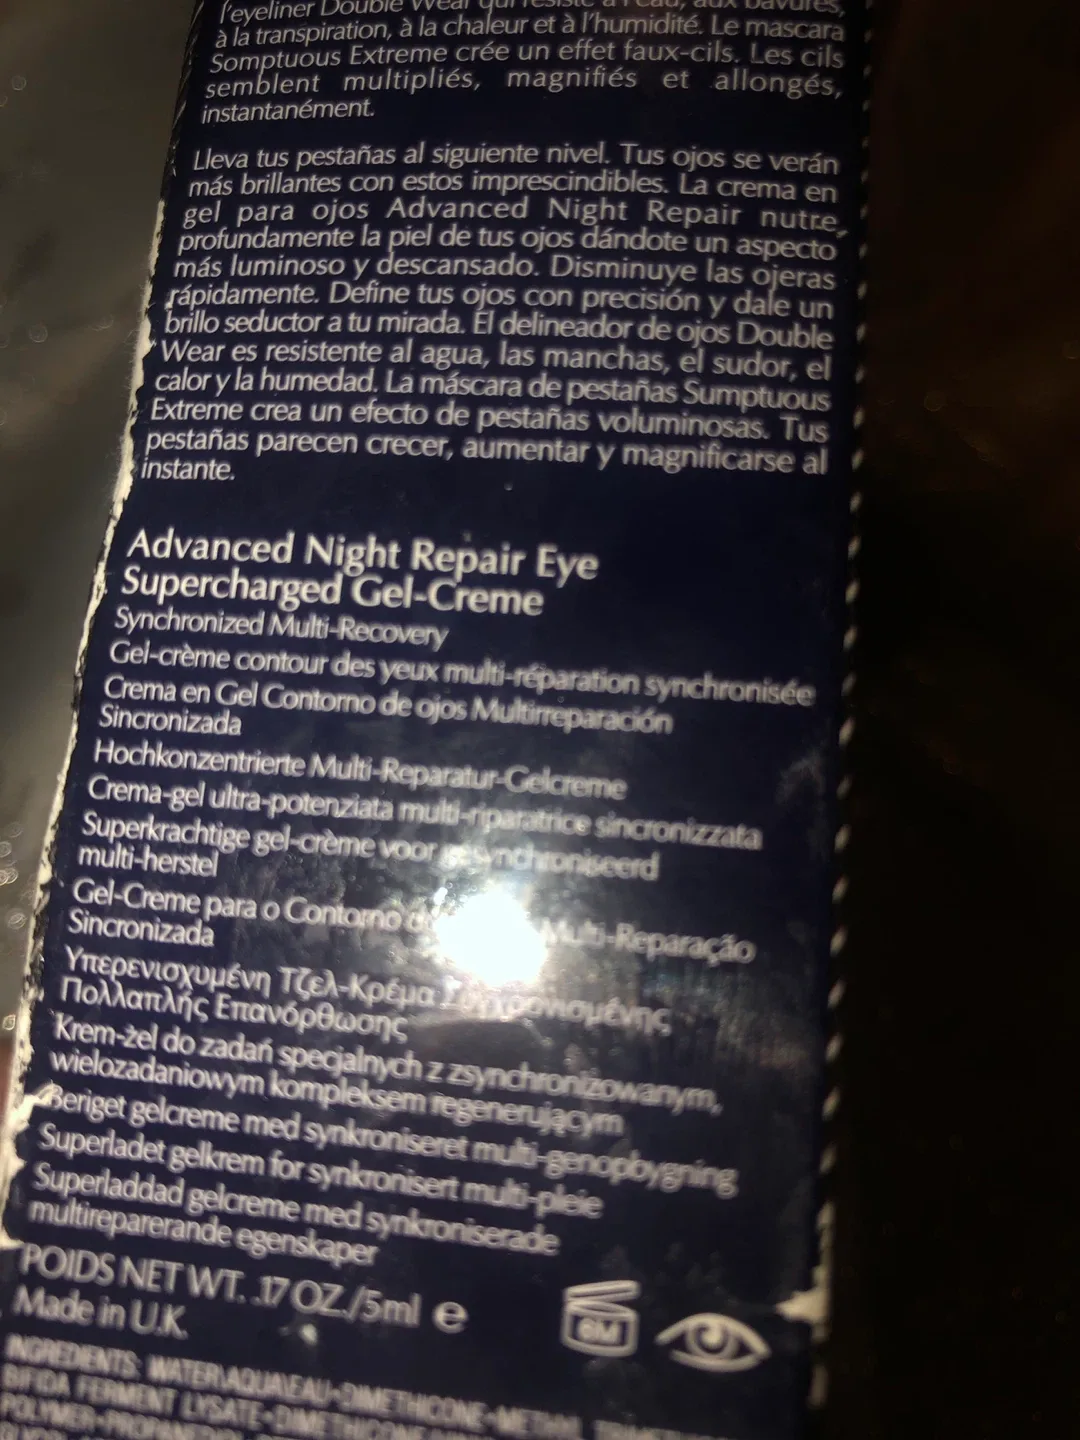 l'eyeliner Double Wear qui résiste à l'eau, aux bavures,
à la transpiration, à la chaleur et à l'humidité. Le mascara
Somptuous Extreme crée un effet faux-cils. Les cils
semblent multipliés, magnifiés et allongés,
instantanément.
Lleva tus pestañas al siguiente nivel. Tus ojos se verán
más brillantes con estos imprescindibles. La crema en
gel para ojos Advanced Night Repair nutre
profundamente la piel de tus ojos dándote un aspecto
más luminoso y descansado. Disminuye las ojeras
rápidamente. Define tus ojos con precisión y dale un
brillo seductor a tu mirada. El delineador de ojos Double
Wear es resistente al agua, las manchas, el sudor, el
calor y la humedad. La máscara de pestañas Sumptuous
Extreme crea un efecto de pestañas voluminosas. Tus
pestañas parecen crecer, aumentar y magnificarse al
instante.
Advanced Night Repair Eye
Supercharged Gel-Creme
Synchronized Multi-Recovery
Gel-crème contour des yeux multi-réparation synchronisée
Crema en Gel Contorno de ojos Multirreparación
Sincronizada
Hochkonzentrierte Multi-Reparatur-Gelcreme
Crema-gel ultra-potenziata multi-riparatrice sincronizzata
Superkrachtige gel-crème voor gesynchroniseerd
multi-herstel
Gel-Creme para o Contorno Multi-Reparação
Sincronizada
Υπερενισχυμένη Τζελ-Κρέμα Συγχρονισμένης
Πολλαπλής Επανόρθωσης
Krem-żel do zadań specjalnych z zsynchronizowanym,
wielozadaniowym kompleksem regenerującym
Beriget gelcreme med synkroniseret multi-genopbygning
Superladet gelkrem for synkronisert multi-pleie
Superladdad gelcreme med synkroniserade
multireparerande egenskaper
POIDS NET WT. .17 OZ./5ml e
6M
Made in U.K.
INGREDIENTS: WATER\AQUA\EAU•DIMETHICONE•
BIFIDA FERMENT LYSATE•